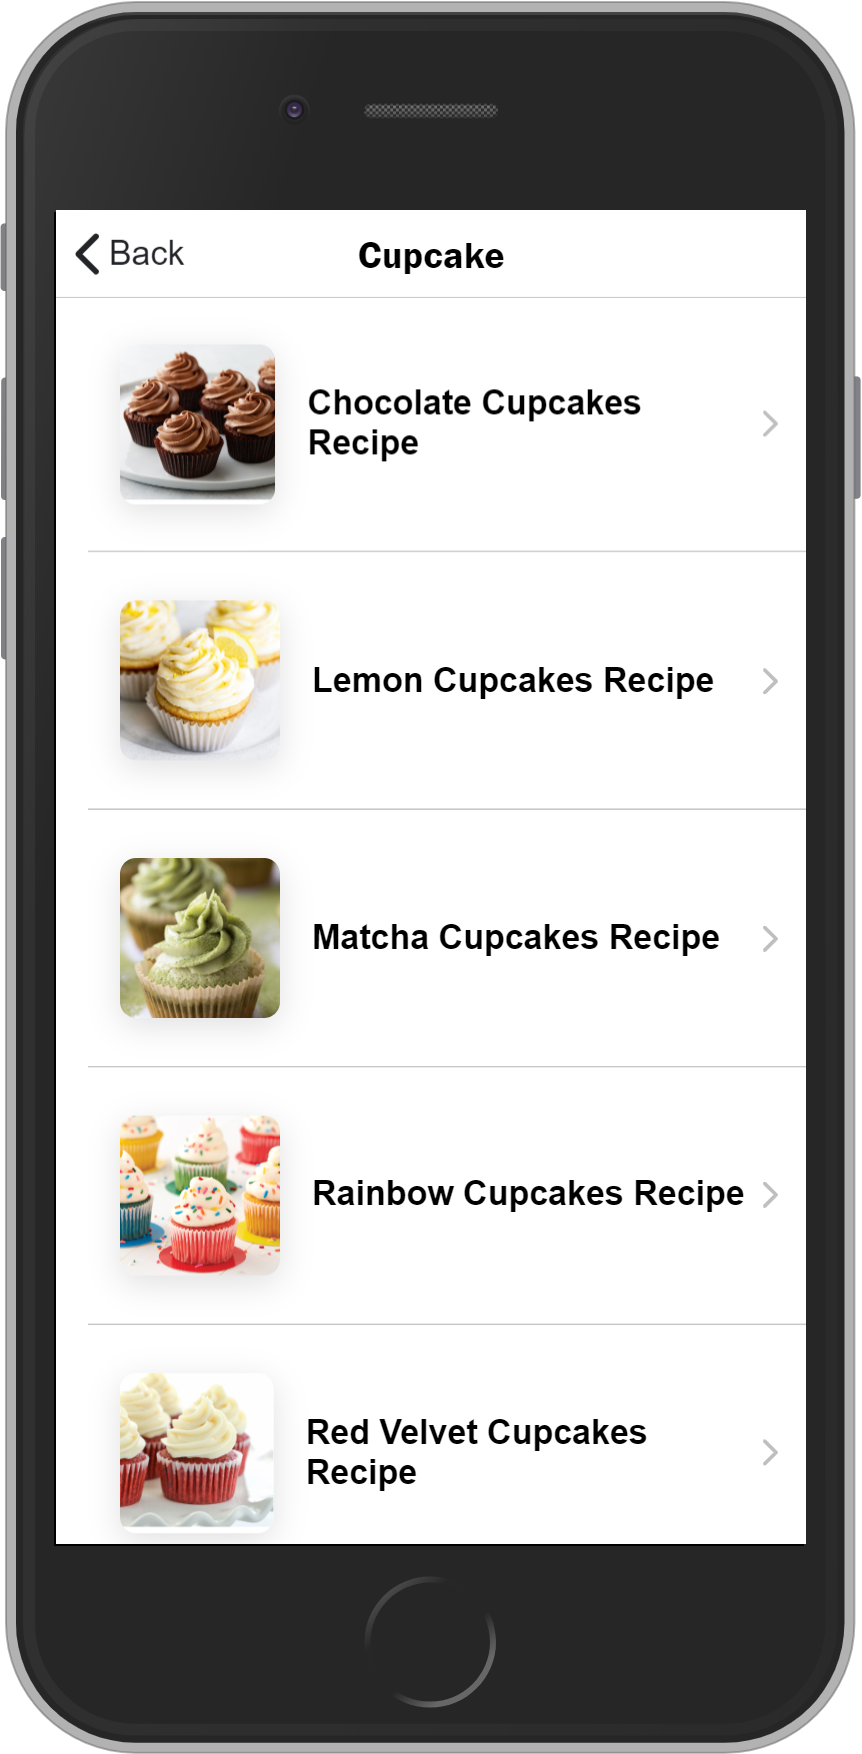 Back
Cupcake
Chocolate Cupcakes
Recipe
Lemon Cupcakes Recipe
Matcha Cupcakes Recipe
Rainbow Cupcakes Recipe
Red Velvet Cupcakes
Recipe